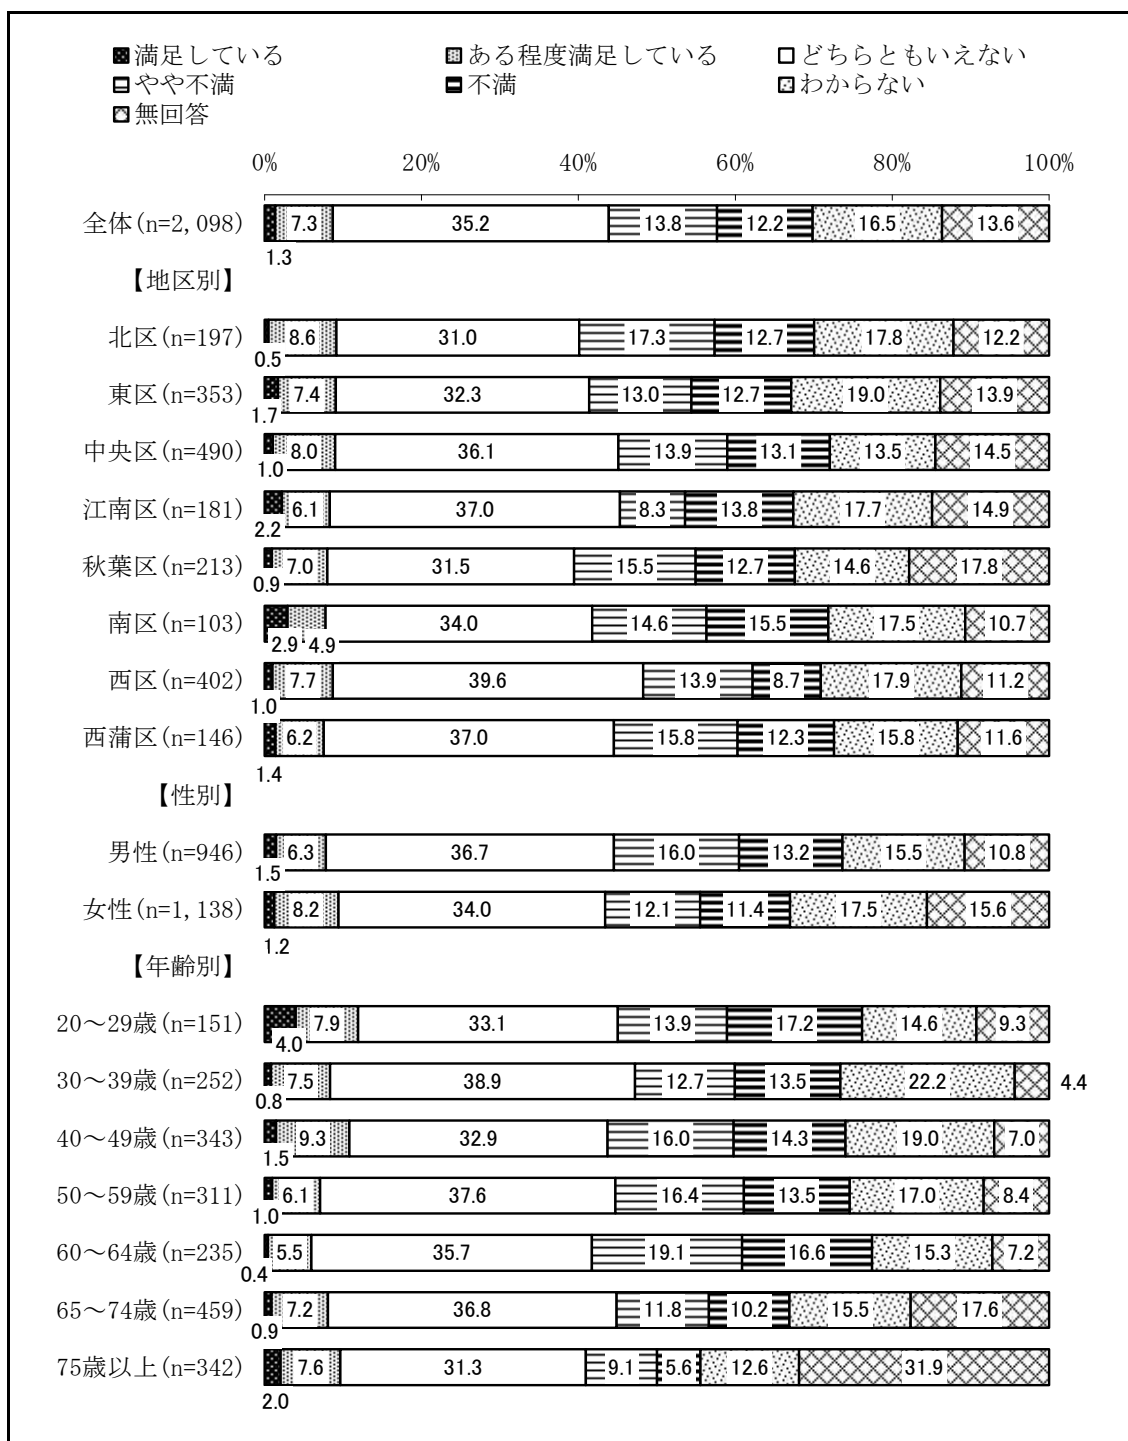 満足している ある程度満足している どちらともいえない
やや不満 不満 わからない
無回答
0% 20% 40% 60% 80% 100%
全体(n=2,098) 7.3 35.2 13.8 12.2 16.5 13.6
1.3
【地区別】
北区(n=197) 8.6 31.0 17.3 12.7 17.8 12.2
0.5
東区(n=353) 7.4 32.3 13.0 12.7 19.0 13.9
1.7
中央区(n=490) 8.0 36.1 13.9 13.1 13.5 14.5
1.0
江南区(n=181) 6.1 37.0 8.3 13.8 17.7 14.9
2.2
秋葉区(n=213) 7.0 31.5 15.5 12.7 14.6 17.8
0.9
南区(n=103) 34.0 14.6 15.5 17.5 10.7
2.9 4.9
西区(n=402) 7.7 39.6 13.9 8.7 17.9 11.2
1.0
西蒲区(n=146) 6.2 37.0 15.8 12.3 15.8 11.6
1.4
【性別】
男性(n=946) 6.3 36.7 16.0 13.2 15.5 10.8
1.5
女性(n=1,138) 8.2 34.0 12.1 11.4 17.5 15.6
1.2
【年齢別】
20～29歳(n=151) 7.9 33.1 13.9 17.2 14.6 9.3
4.0
30～39歳(n=252) 7.5 38.9 12.7 13.5 22.2 4.4
0.8
40～49歳(n=343) 9.3 32.9 16.0 14.3 19.0 7.0
1.5
50～59歳(n=311) 6.1 37.6 16.4 13.5 17.0 8.4
1.0
60～64歳(n=235) 5.5 35.7 19.1 16.6 15.3 7.2
0.4
65～74歳(n=459) 7.2 36.8 11.8 10.2 15.5 17.6
0.9
75歳以上(n=342) 7.6 31.3 9.1 5.6 12.6 31.9
2.0